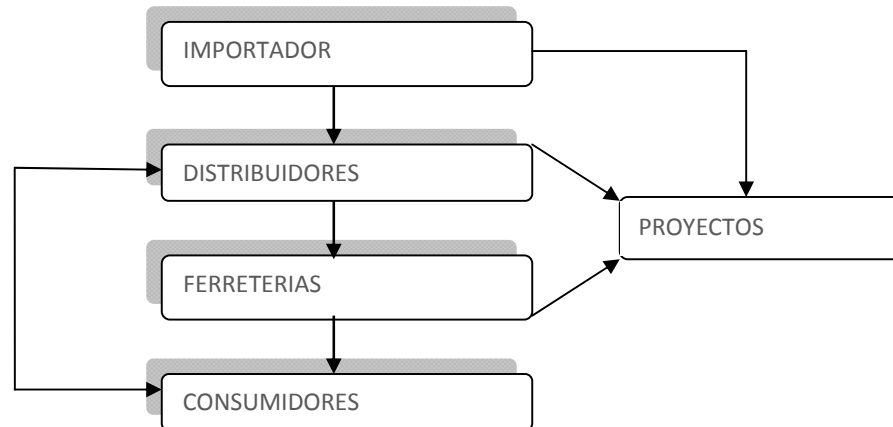 IMPORTADOR
DISTRIBUIDORES
PROYECTOS
FERRETERIAS
CONSUMIDORES